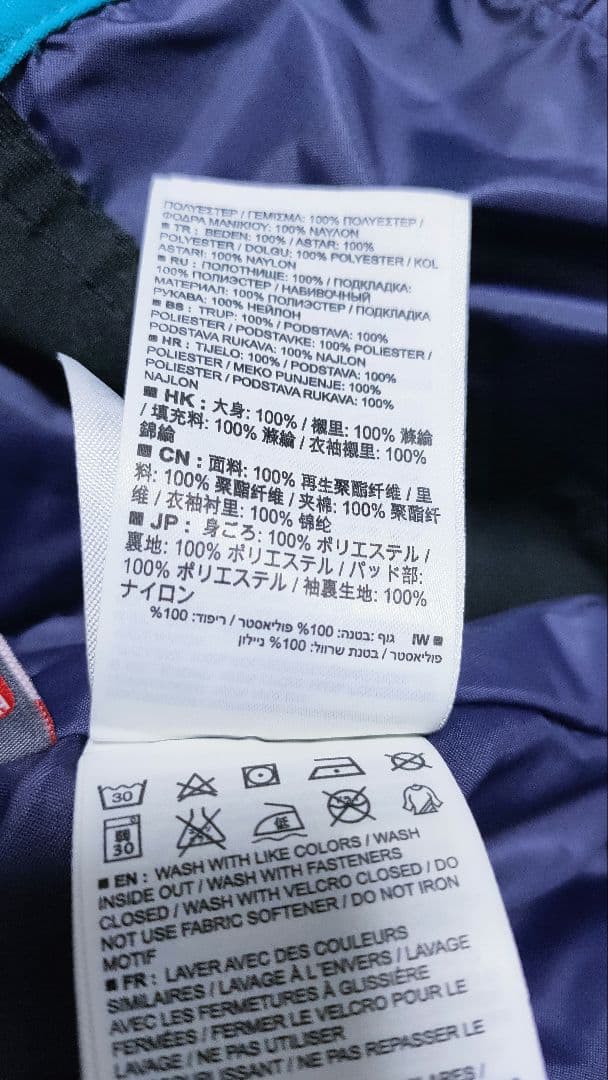 ΠΟΛΥΕΣΤΕΡ / ΓΕΜΙΣΜΑ: 100% ΠΟΛΥΕΣΤΕΡ /
ΦΟΔΡΑ ΜΑΝΙΚΙΟΥ: 100% ΝΑΥΛΟΝ
■ TR : BEDEN: 100% / ASTAR: 100%
POLYESTER / DOLGU: 100% POLYESTER / KOL
ASTARI: 100% NAYLON
■ RU : ПОЛОТНИЩЕ: 100% / ПОДКЛАДКА:
100% ПОЛИЭСТЕР / НАБИВОЧНЫЙ
МАТЕРИАЛ: 100% ПОЛИЭСТЕР / ПОДКЛАДКА
РУКАВА: 100% НЕЙЛОН
■ BS : TRUP: 100% / PODSTAVA: 100%
POLIESTER / PODSTAVKE: 100% POLIESTER /
PODSTAVA RUKAVA: 100% NAJLON
■ HR : TIJELO: 100% / PODSTAVA: 100%
POLIESTER / MEKO PUNJENJE: 100%
POLIESTER / PODSTAVA RUKAVA: 100%
NAJLON
■ HK : 大身: 100% / 襯里: 100% 滌綸
/ 填充料: 100% 滌綸 / 衣袖襯里: 100%
錦綸
■ CN : 面料: 100% 再生聚酯纤维 / 里
料: 100% 聚酯纤维 / 夹棉: 100% 聚酯纤
维 / 衣袖衬里: 100% 锦纶
■ JP : 身ごろ: 100% ポリエステル /
裏地: 100% ポリエステル / パッド部:
100% ポリエステル / 袖裏生地: 100%
ナイロン
■ IW גוף :בטנה: 100% פוליאסטר / ריפוד: 100%
פוליאסטר / בטנת שרוול: 100% ניילון
30
弱
30
低
■ EN : WASH WITH LIKE COLORS / WASH
INSIDE OUT / WASH WITH FASTENERS
CLOSED / WASH WITH VELCRO CLOSED / DO
NOT USE FABRIC SOFTENER / DO NOT IRON
MOTIF
■ FR : LAVER AVEC DES COULEURS
SIMILAIRES / LAVAGE À L'ENVERS / LAVAGE
AVEC LES FERMETURES À GLISSIÈRE
FERMÉES / FERMER LE VELCRO POUR LE
LAVAGE / NE PAS UTILISER
D'ASSOUPLISSANT / NE PAS REPASSER LE